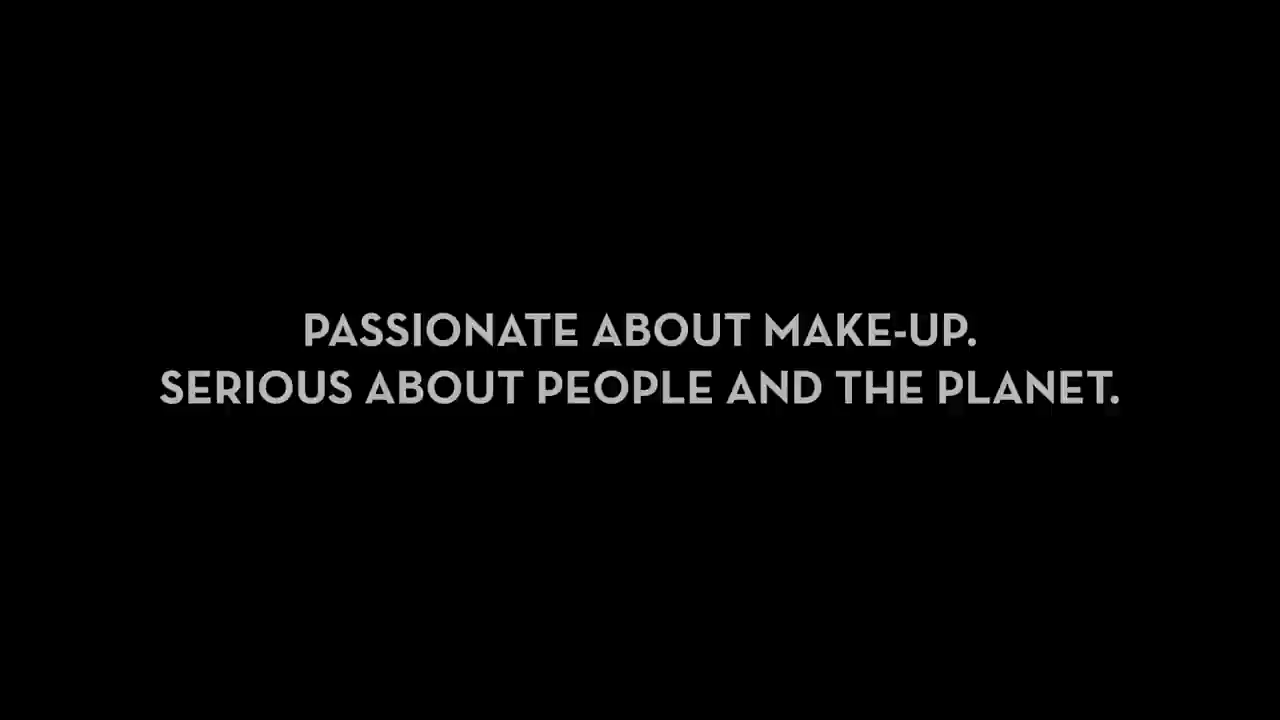 PASSIONATE ABOUT MAKE-UP.
SERIOUS ABOUT PEOPLE AND THE PLANET.